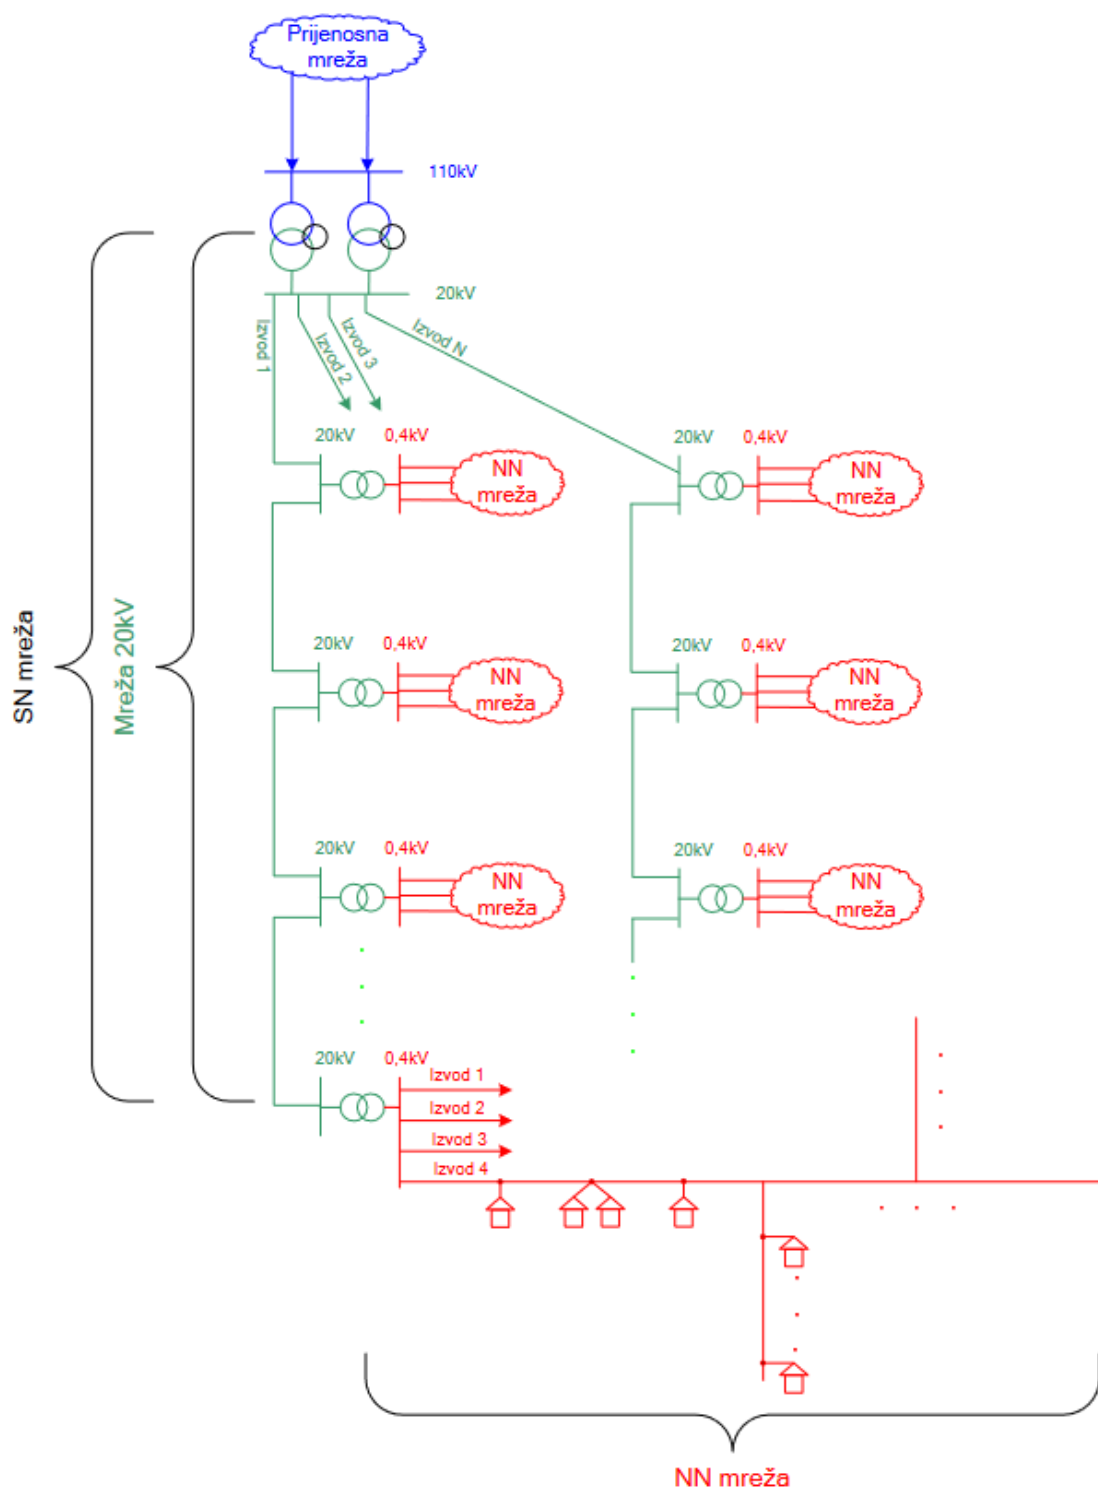 Prijenosna
mreža
110kV
20kV
Izvod 1
Izvod 2
Izvod 3
Izvod N
20kV
0,4kV
NN
mreža
20kV
0,4kV
NN
mreža
SN mreža
Mreža 20kV
20kV
0,4kV
NN
mreža
20kV
0,4kV
NN
mreža
20kV
0,4kV
NN
mreža
20kV
0,4kV
NN
mreža
20kV
0,4kV
Izvod 1
Izvod 2
Izvod 3
Izvod 4
NN mreža